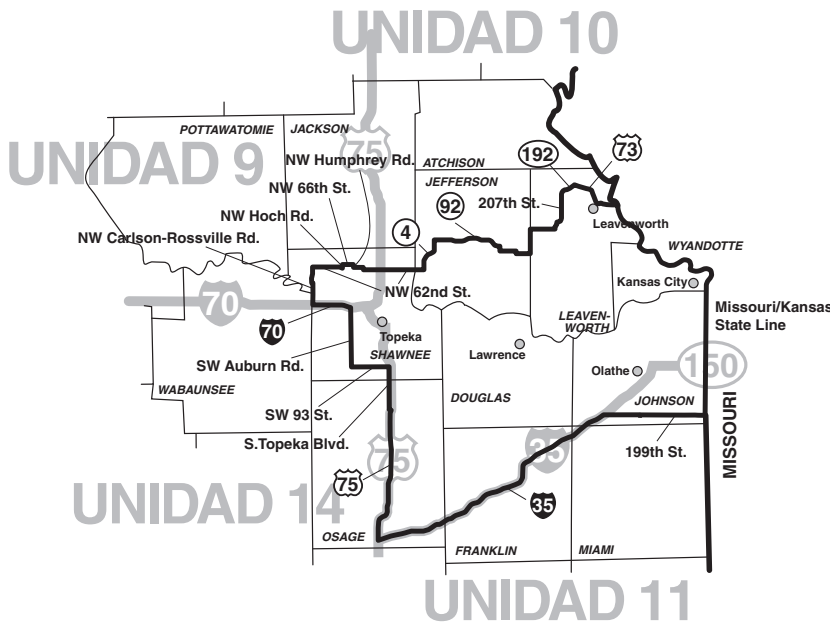 UNIDAD 10
POTTAWATOMIE
JACKSON
75
UNIDAD 9
NW Humphrey Rd.
ATCHISON
192
73
NW 66th St.
JEFFERSON
92
207th St.
NW Hoch Rd.
Leavenworth
4
NW Carlson-Rossville Rd.
WYANDOTTE
Kansas City
NW 62nd St.
70
Missouri/Kansas
State Line
LEAVEN-
WORTH
70
Topeka
SHAWNEE
Lawrence
SW Auburn Rd.
Olathe
150
WABAUNSEE
DOUGLAS
JOHNSON
SW 93 St.
MISSOURI
S.Topeka Blvd.
35
199th St.
75
75
UNIDAD 14
35
OSAGE
FRANKLIN
MIAMI
UNIDAD 11